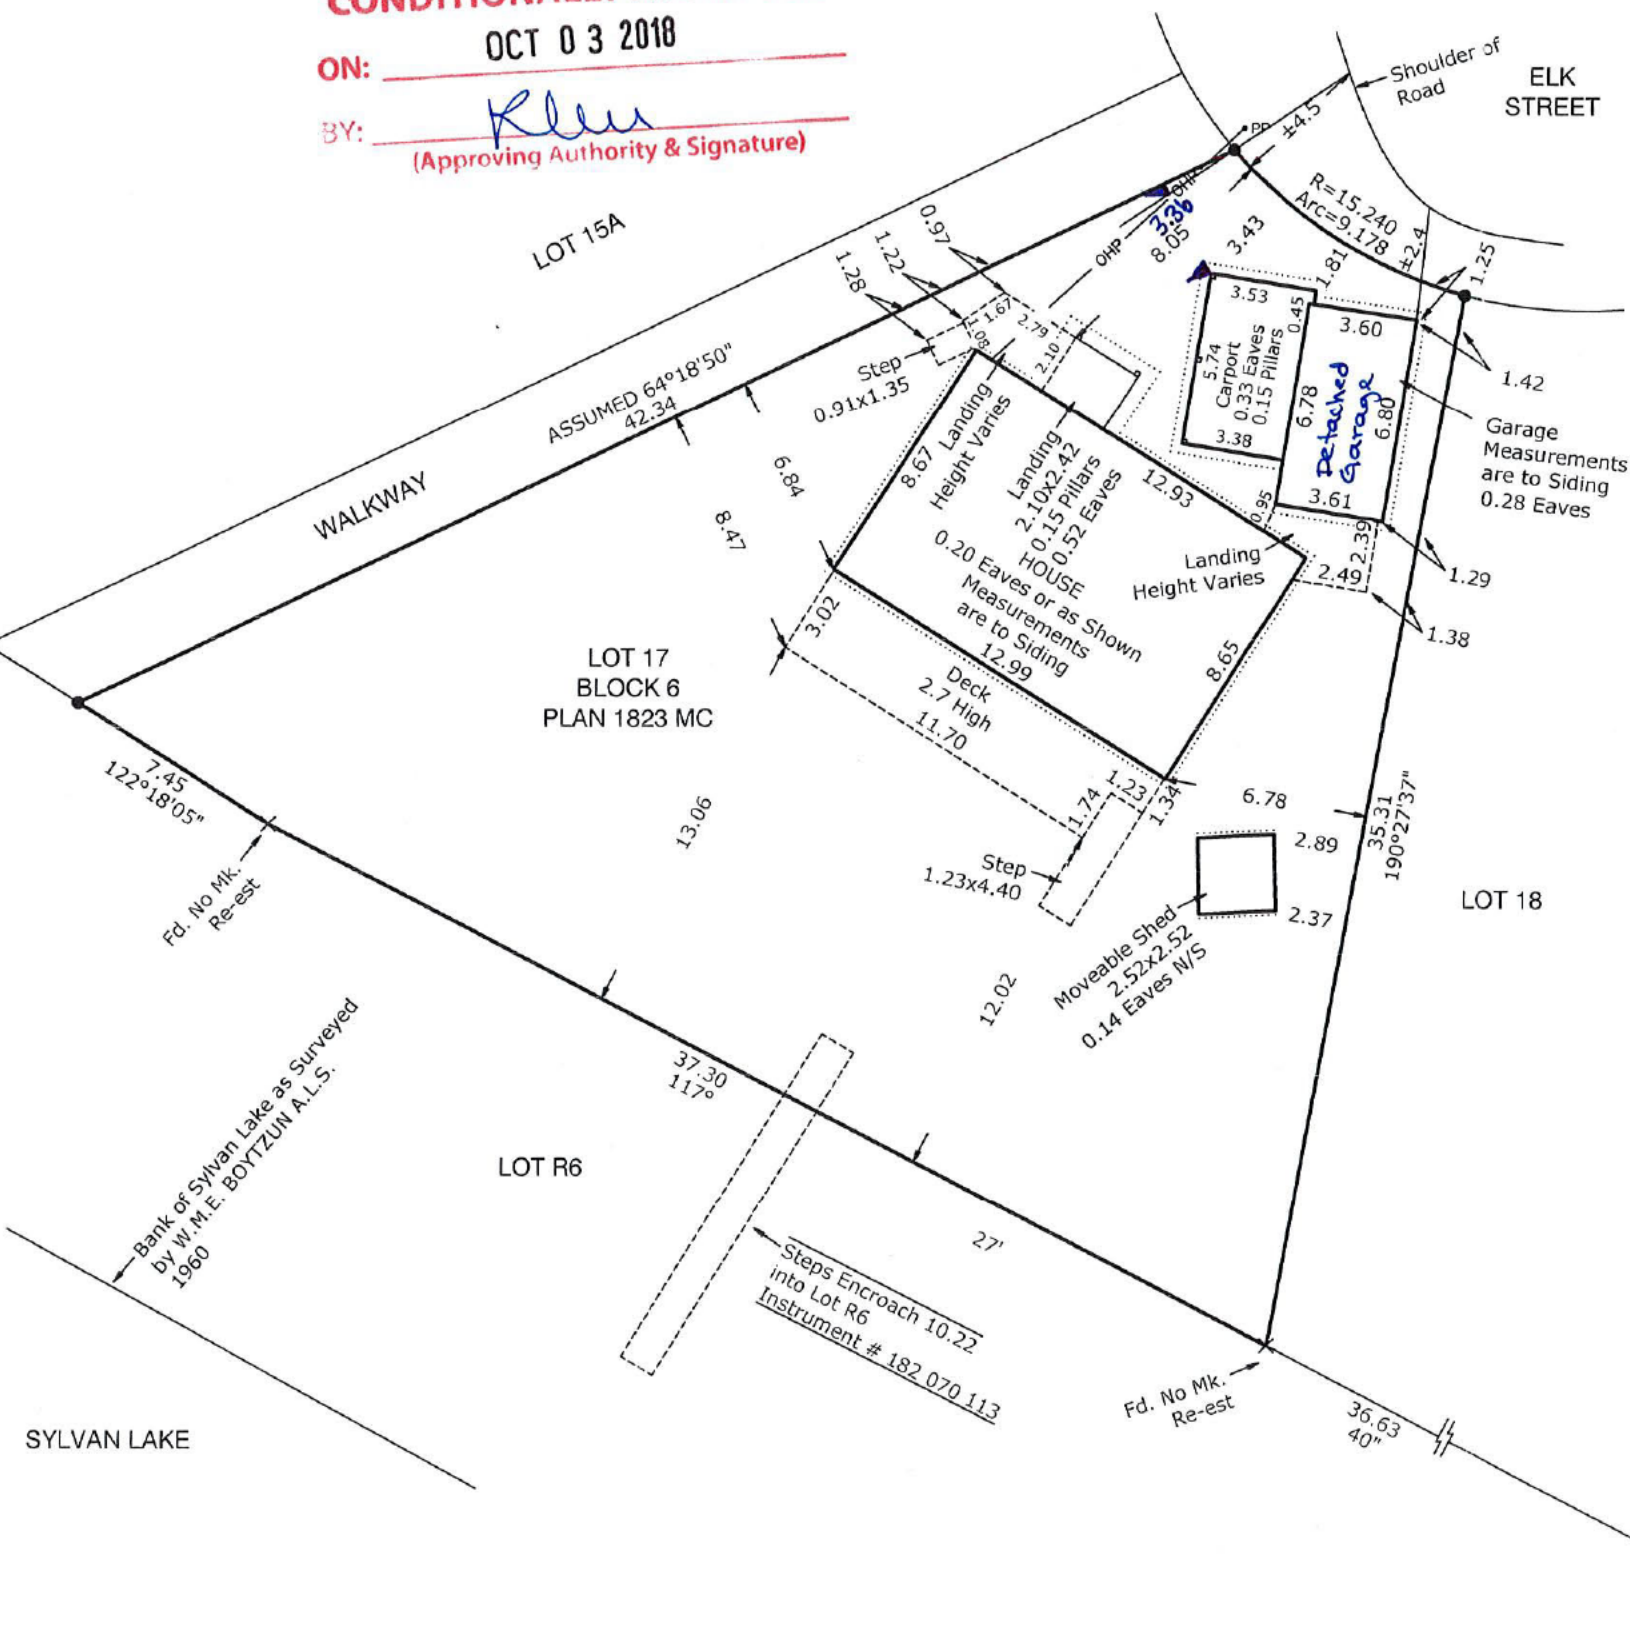 OCT 03 2018
ON:
BY:
(Approving Authority & Signature)
ELK
STREET
Shoulder of
Road
PP
±4.5
R=15.240
Arc=9.178
±2.4
1.25
OHP
OHP
3.36
8.05
3.43
1.81
LOT 15A
0.97
1.22
1.28
1.67
2.79
1.08
2.10
Step
0.91x1.35
3.53
0.45
3.60
5.74
Carport
0.33 Eaves
0.15 Pillars
3.38
6.78
Detached
Garage
6.80
3.61
1.42
Garage
Measurements
are to Siding
0.28 Eaves
ASSUMED 64°18'50"
42.34
WALKWAY
6.84
8.47
8.67
Landing
Height Varies
Landing
2.10x2.42
0.15 Pillars
0.52 Eaves
HOUSE
0.20 Eaves or as Shown
Measurements
are to Siding
12.99
12.93
0.95
Landing
Height Varies
2.39
2.49
1.29
1.38
3.02
8.65
Deck
2.7 High
11.70
LOT 17
BLOCK 6
PLAN 1823 MC
7.45
122°18'05"
13.06
1.23
1.74
1.34
6.78
35.31
190°27'37"
2.89
2.37
Step
1.23x4.40
Moveable Shed
2.52x2.52
0.14 Eaves N/S
LOT 18
Fd. No Mk.
Re-est
12.02
37.30
117°
Bank of Sylvan Lake as Surveyed
by W.M.E. BOYTZUN A.L.S.
1960
LOT R6
27'
Steps Encroach 10.22
into Lot R6
Instrument # 182 070 113
Fd. No Mk.
Re-est
36.63
40"
SYLVAN LAKE